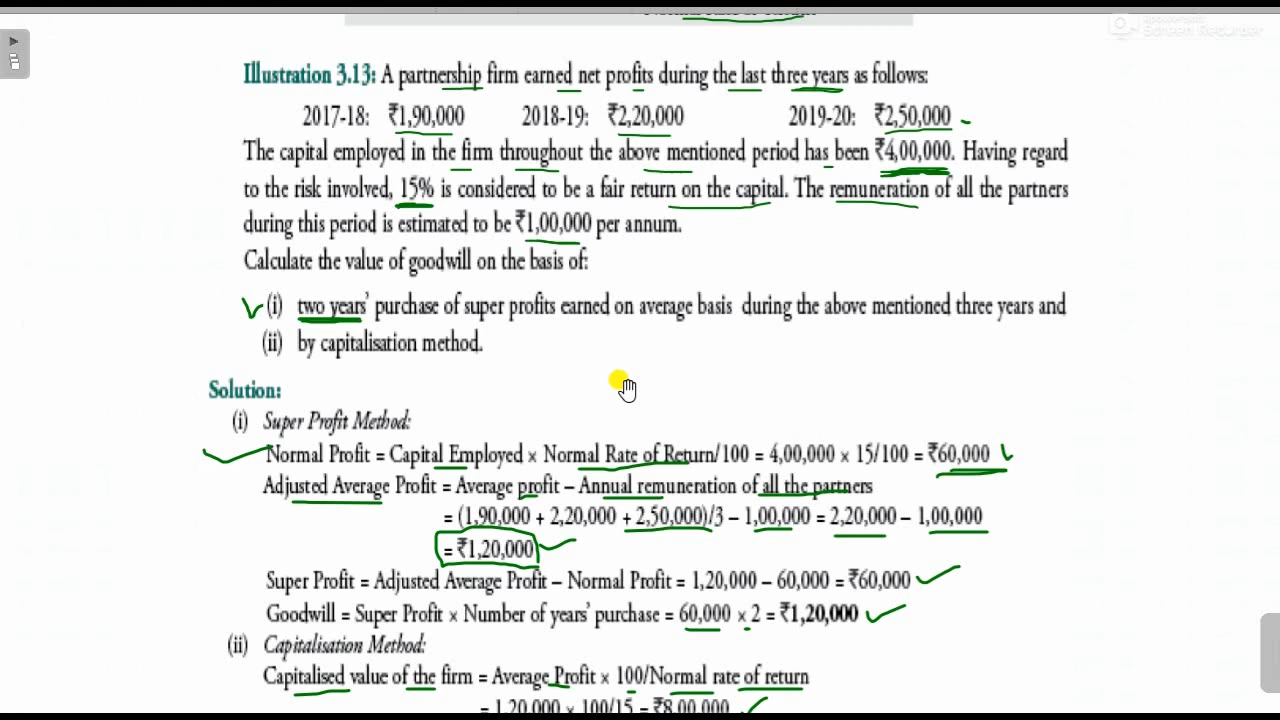 Screen Recorder
Illustration 3.13: A partnership firm earned net profits during the last three years as follows:
2017-18: ₹1,90,000 2018-19: ₹2,20,000 2019-20: ₹2,50,000
The capital employed in the firm throughout the above mentioned period has been ₹4,00,000. Having regard
to the risk involved, 15% is considered to be a fair return on the capital. The remuneration of all the partners
during this period is estimated to be ₹1,00,000 per annum.
Calculate the value of goodwill on the basis of:
(i) two years' purchase of super profits earned on average basis during the above mentioned three years and
(ii) by capitalisation method.
Solution:
(i) Super Profit Method:
Normal Profit = Capital Employed × Normal Rate of Return/100 = 4,00,000 × 15/100 = ₹60,000
Adjusted Average Profit = Average profit – Annual remuneration of all the partners
= (1,90,000 + 2,20,000 + 2,50,000)/3 – 1,00,000 = 2,20,000 – 1,00,000
= ₹1,20,000
Super Profit = Adjusted Average Profit – Normal Profit = 1,20,000 – 60,000 = ₹60,000
Goodwill = Super Profit × Number of years' purchase = 60,000 × 2 = ₹1,20,000
(ii) Capitalisation Method:
Capitalised value of the firm = Average Profit × 100/Normal rate of return
= 1,20,000 × 100/15 = ₹8,00,000